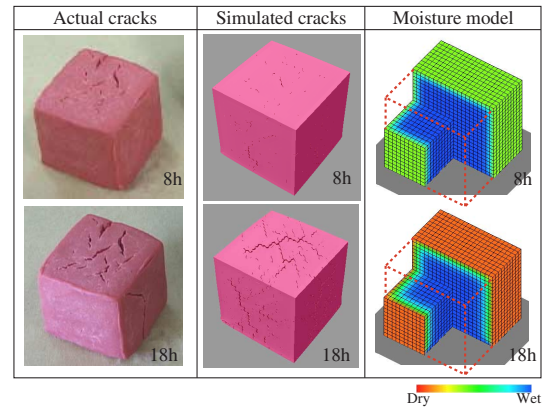 Actual cracks Simulated cracks Moisture model
8h 8h 8h
18h 18h 18h
Dry Wet